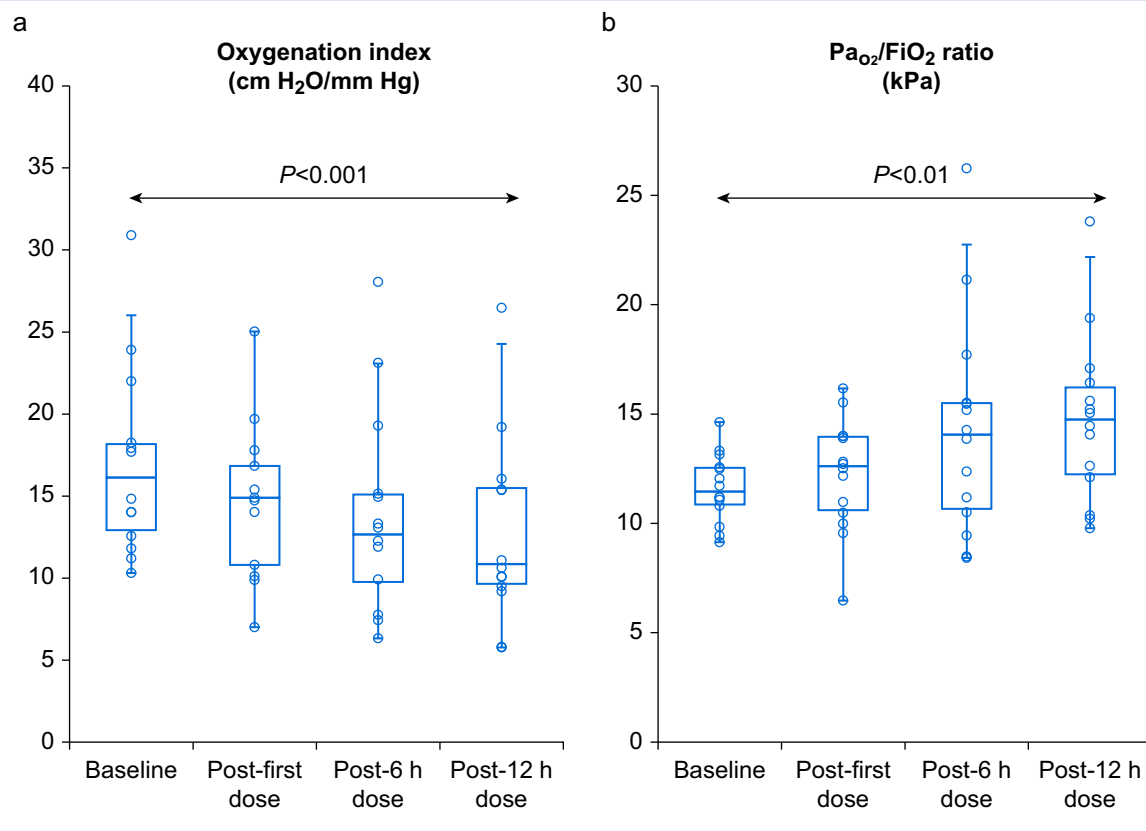 a
Oxygenation index
(cm H₂O/mm Hg)
40
35
30
25
20
15
10
5
0
P<0.001
Baseline
Post-first
dose
Post-6 h
dose
Post-12 h
dose
b
Paₒ₂/FiO₂ ratio
(kPa)
30
25
20
15
10
5
0
P<0.01
Baseline
Post-first
dose
Post-6 h
dose
Post-12 h
dose